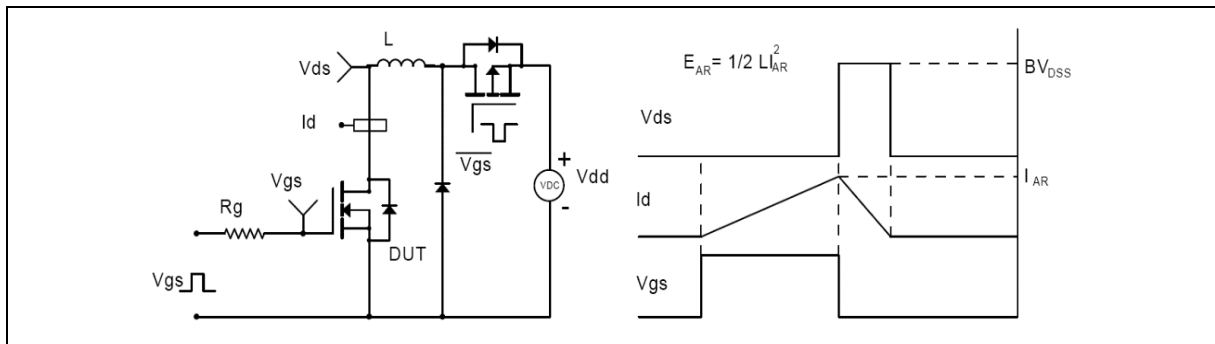 L
Vds
Id
Vgs
Vgs
Rg
DUT
Vgs
VDC
+
Vdd
-
E_AR= 1/2 LI_AR^2
BV_DSS
Vds
I_AR
Id
Vgs